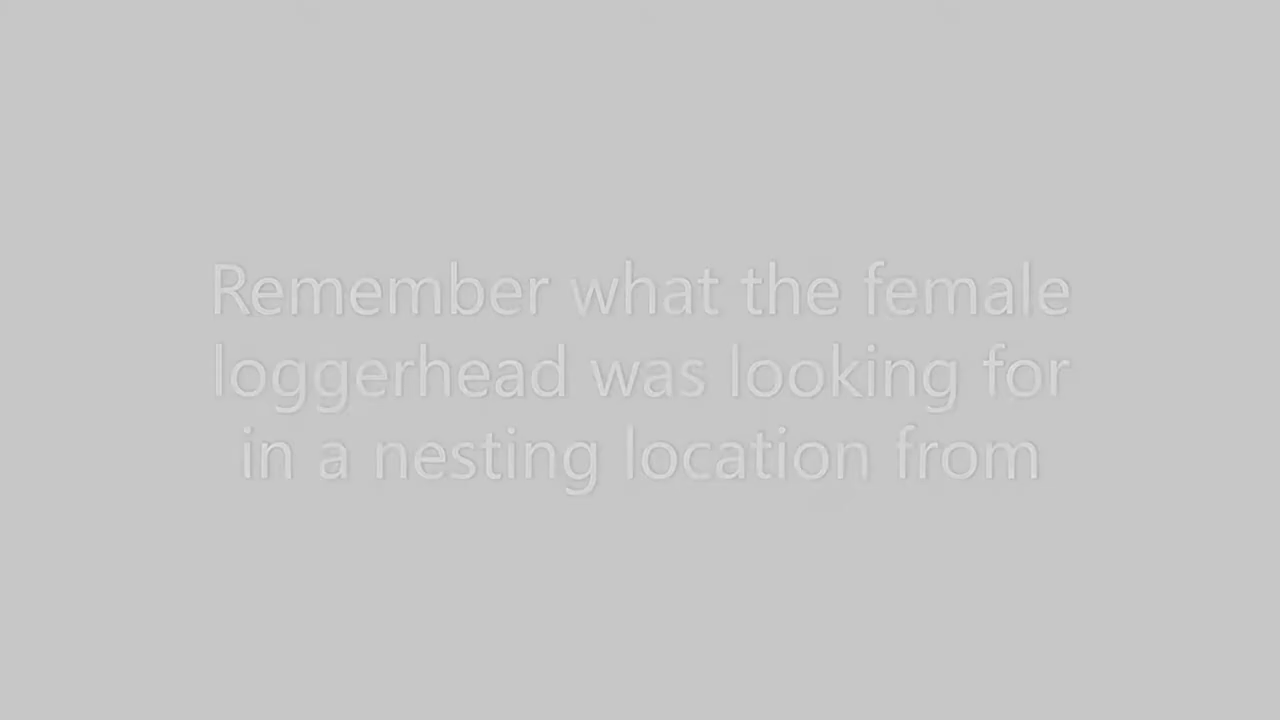 Remember what the female
loggerhead was looking for
in a nesting location from